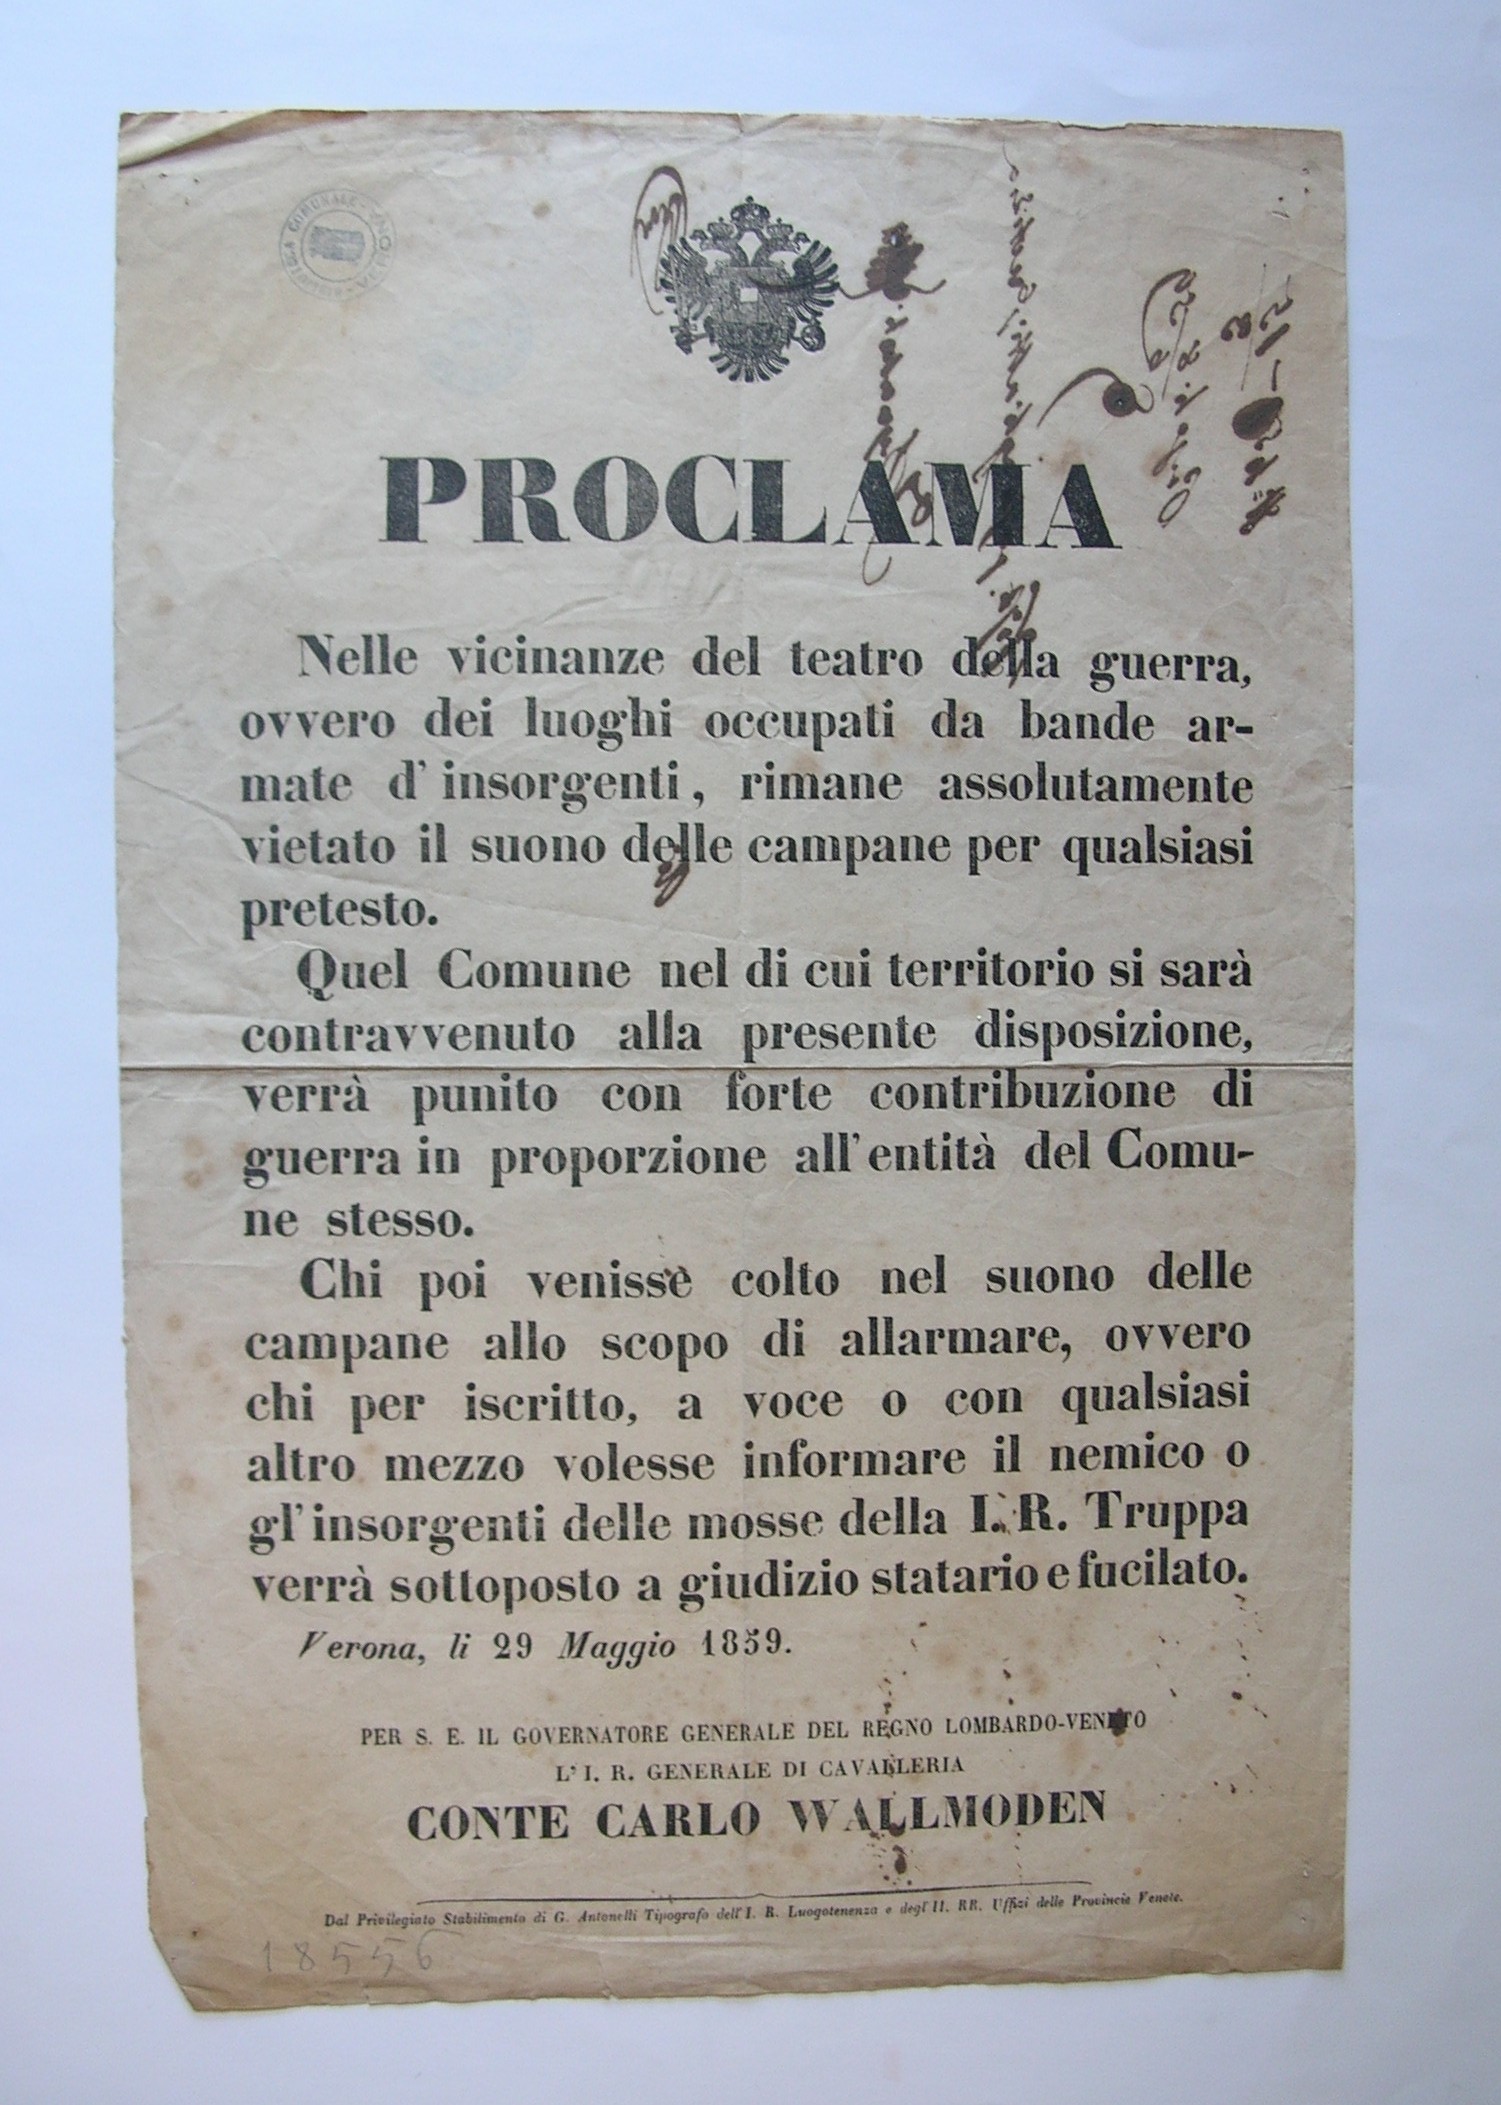 COMUNALE - VERONA
PROCLAMA
Nelle vicinanze del teatro della guerra,
ovvero dei luoghi occupati da bande ar-
mate d' insorgenti, rimane assolutamente
vietato il suono delle campane per qualsiasi
pretesto.
Quel Comune nel di cui territorio si sarà
contravvenuto alla presente disposizione,
verrà punito con forte contribuzione di
guerra in proporzione all' entità del Comu-
ne stesso.
Chi poi venisse colto nel suono delle
campane allo scopo di allarmare, ovvero
chi per iscritto, a voce o con qualsiasi
altro mezzo volesse informare il nemico o
gl' insorgenti delle mosse della I. R. Truppa
verrà sottoposto a giudizio statario e fucilato.
Verona, li 29 Maggio 1859.
PER S. E. IL GOVERNATORE GENERALE DEL REGNO LOMBARDO-VENETO
L' I. R. GENERALE DI CAVALLERIA
CONTE CARLO WALLMODEN
Dal Privilegiato Stabilimento di G. Antonelli Tipografo dell' I. R. Luogotenenza e degl' II. RR. Uffizi delle Provincie Venete.
18556